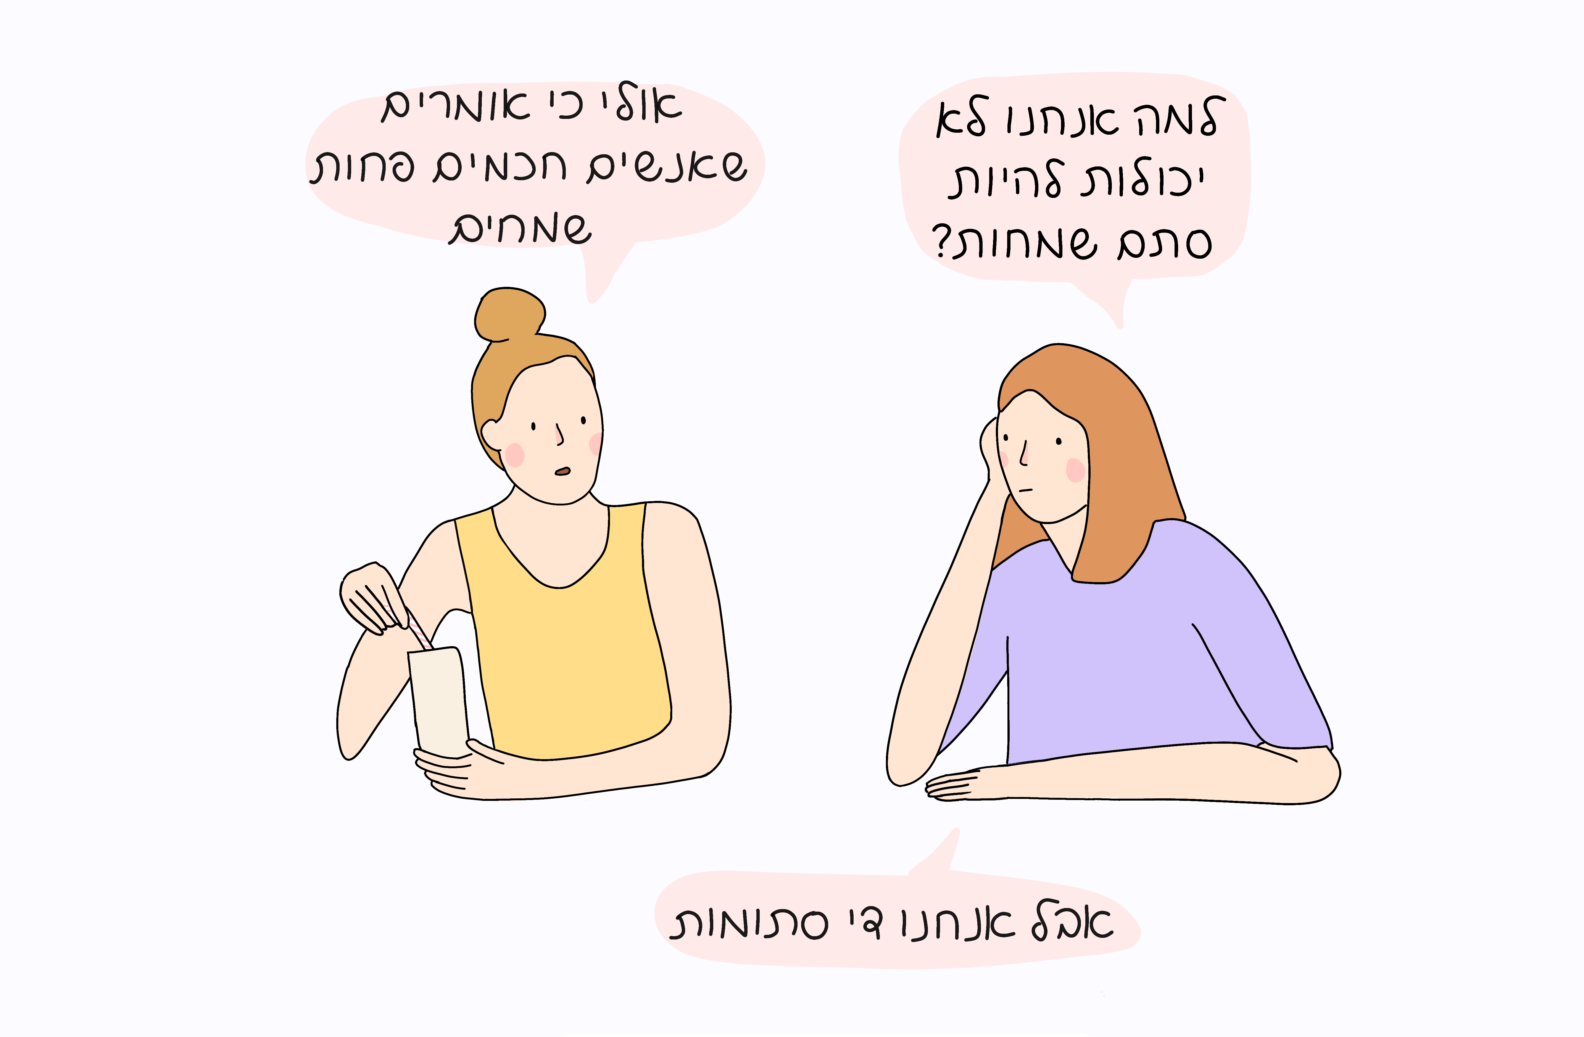 למה אנחנו לא
יכולות להיות
סתם שמחות?
אולי כי אומרים
שאנשים חכמים פחות
שמחים
אבל אנחנו די סתומות